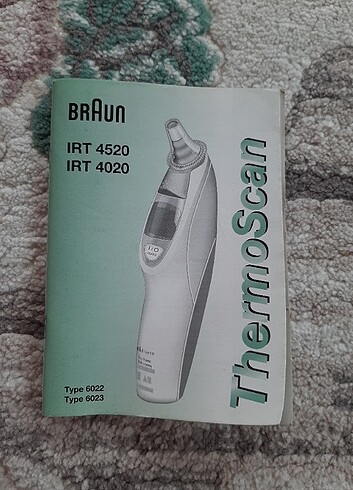 BRAUN
IRT 4520
IRT 4020
ThermoScan
I/O
Type 6022
Type 6023